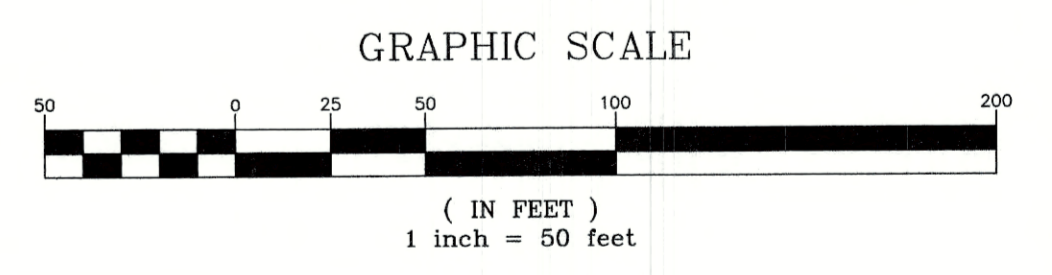 GRAPHIC SCALE
50 0 25 50 100 200
( IN FEET )
1 inch = 50 feet